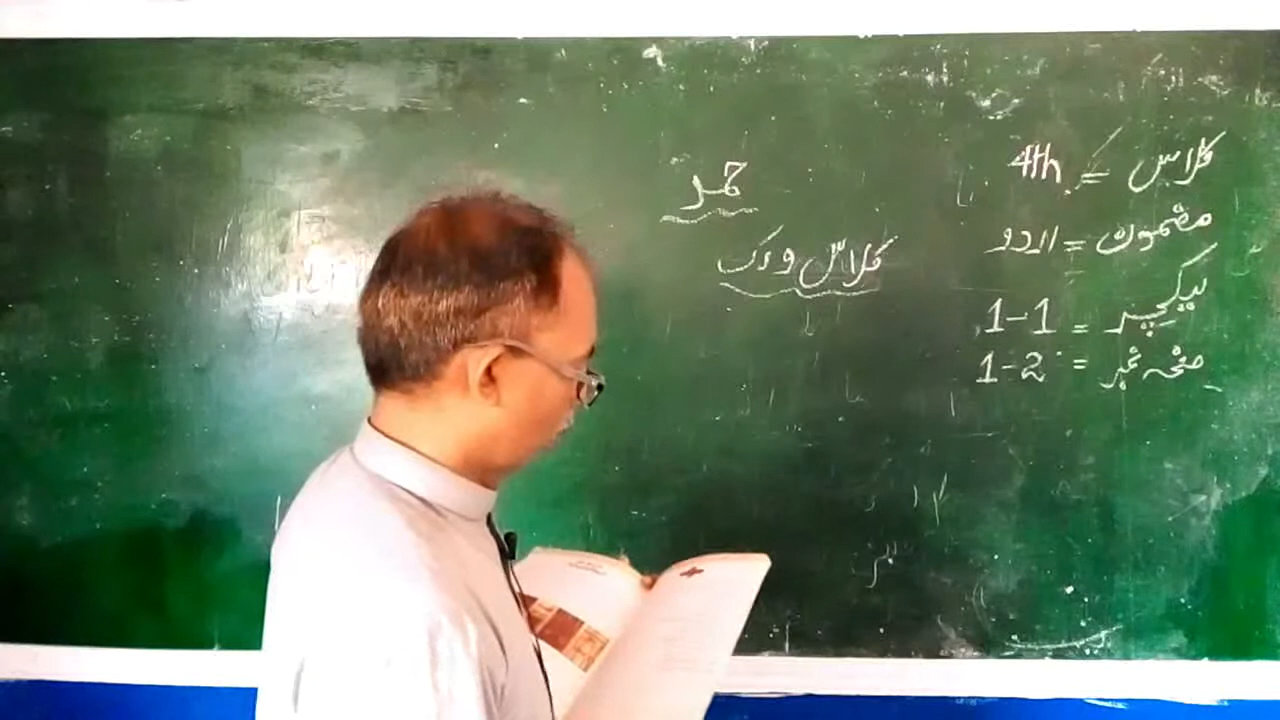 کلاس = 4th
مضمون = اردو
لیکچر = 1-1
صفحہ نمبر = 1-2
حمد
کلاس ورک